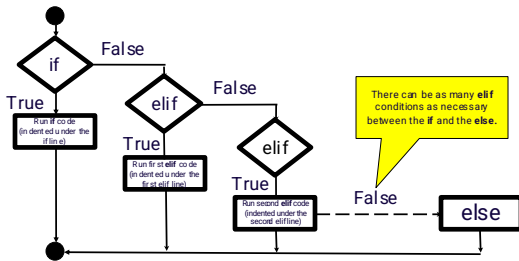 False
if
False
True
elif
Run if code
(indented under the
if line)
There can be as many elif
conditions as necessary
between the if and the else.
True
elif
Run first elif code
(indented under the
first elif line)
True
False
Run second elif code
(indented under the
second elif line)
else